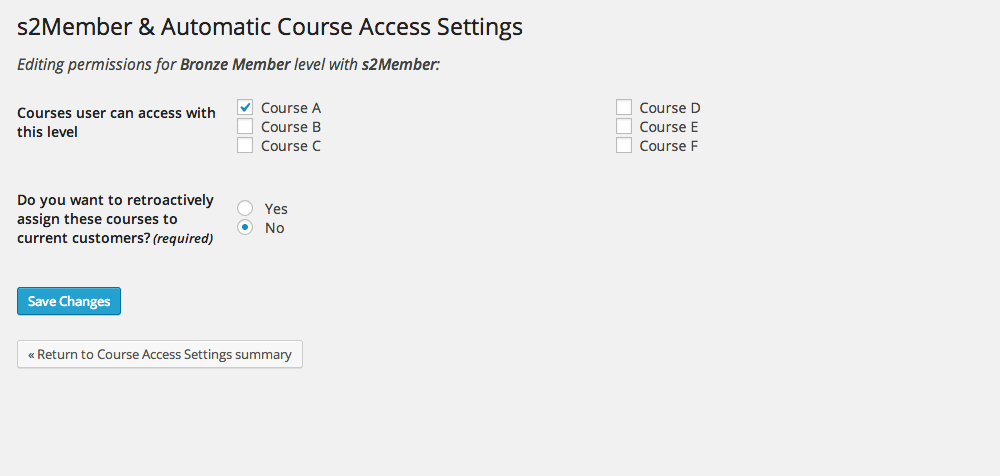 s2Member & Automatic Course Access Settings
Editing permissions for Bronze Member level with s2Member:
Courses user can access with
this level
Course A
Course B
Course C
Course D
Course E
Course F
Do you want to retroactively
assign these courses to
current customers? (required)
Yes
No
Save Changes
« Return to Course Access Settings summary